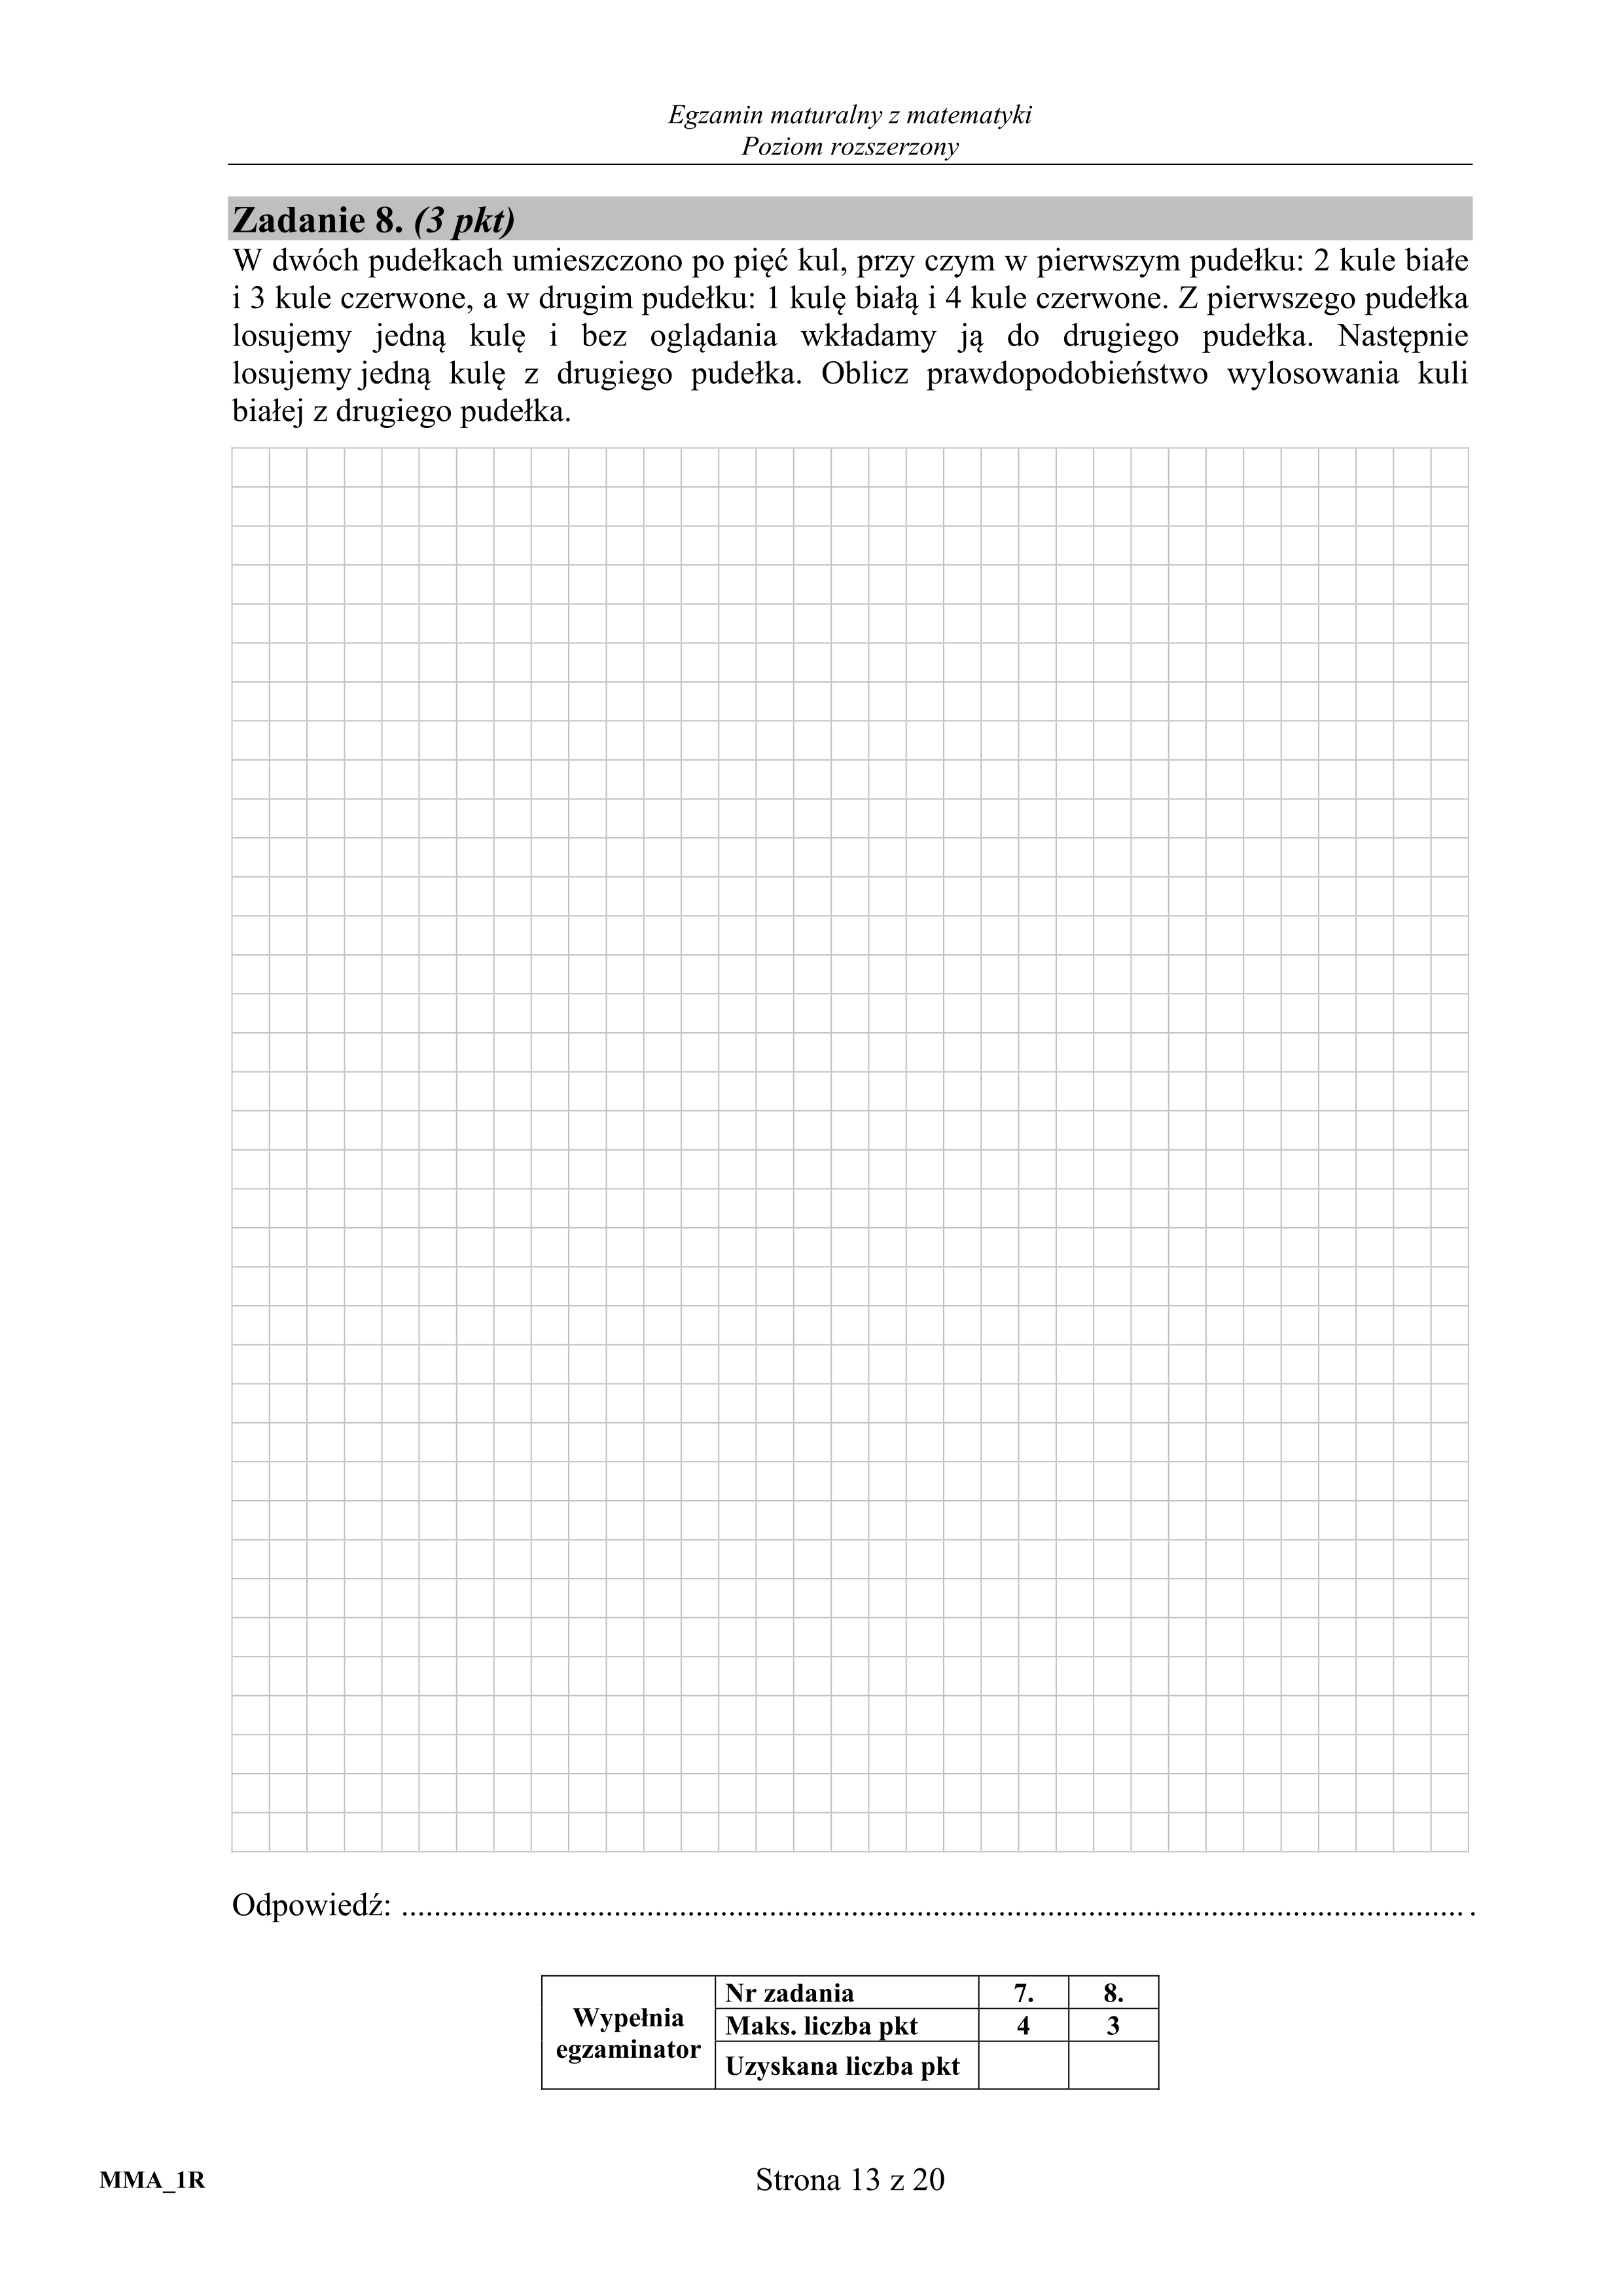 Egzamin maturalny z matematyki
Poziom rozszerzony
Zadanie 8. (3 pkt)
W dwóch pudełkach umieszczono po pięć kul, przy czym w pierwszym pudełku: 2 kule białe
i 3 kule czerwone, a w drugim pudełku: 1 kulę białą i 4 kule czerwone. Z pierwszego pudełka
losujemy jedną kulę i bez oglądania wkładamy ją do drugiego pudełka. Następnie
losujemy jedną kulę z drugiego pudełka. Oblicz prawdopodobieństwo wylosowania kuli
białej z drugiego pudełka.
Odpowiedź: .................................................................................................................................. .
Wypełnia egzaminator
Nr zadania 7. 8.
Maks. liczba pkt 4 3
Uzyskana liczba pkt
MMA_1R
Strona 13 z 20